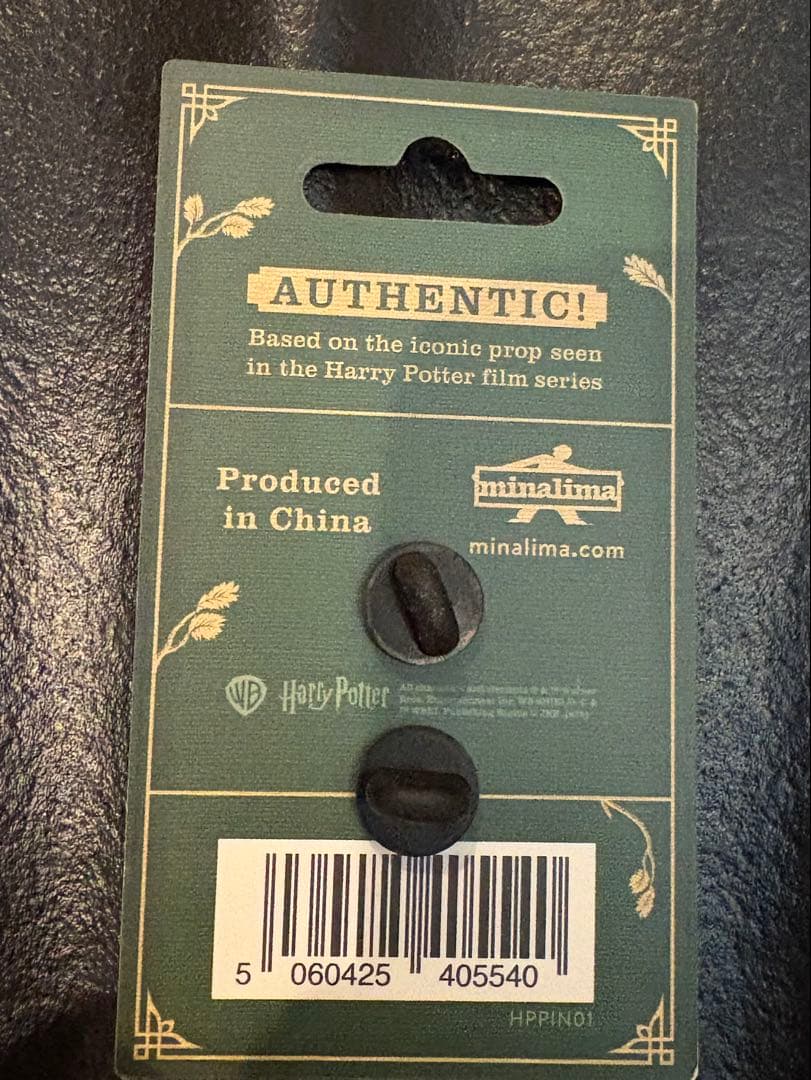 AUTHENTIC!
Based on the iconic prop seen
in the Harry Potter film series
Produced
in China
minalima
minalima.com
WB
Harry Potter
5 060425 405540
HPPIN01